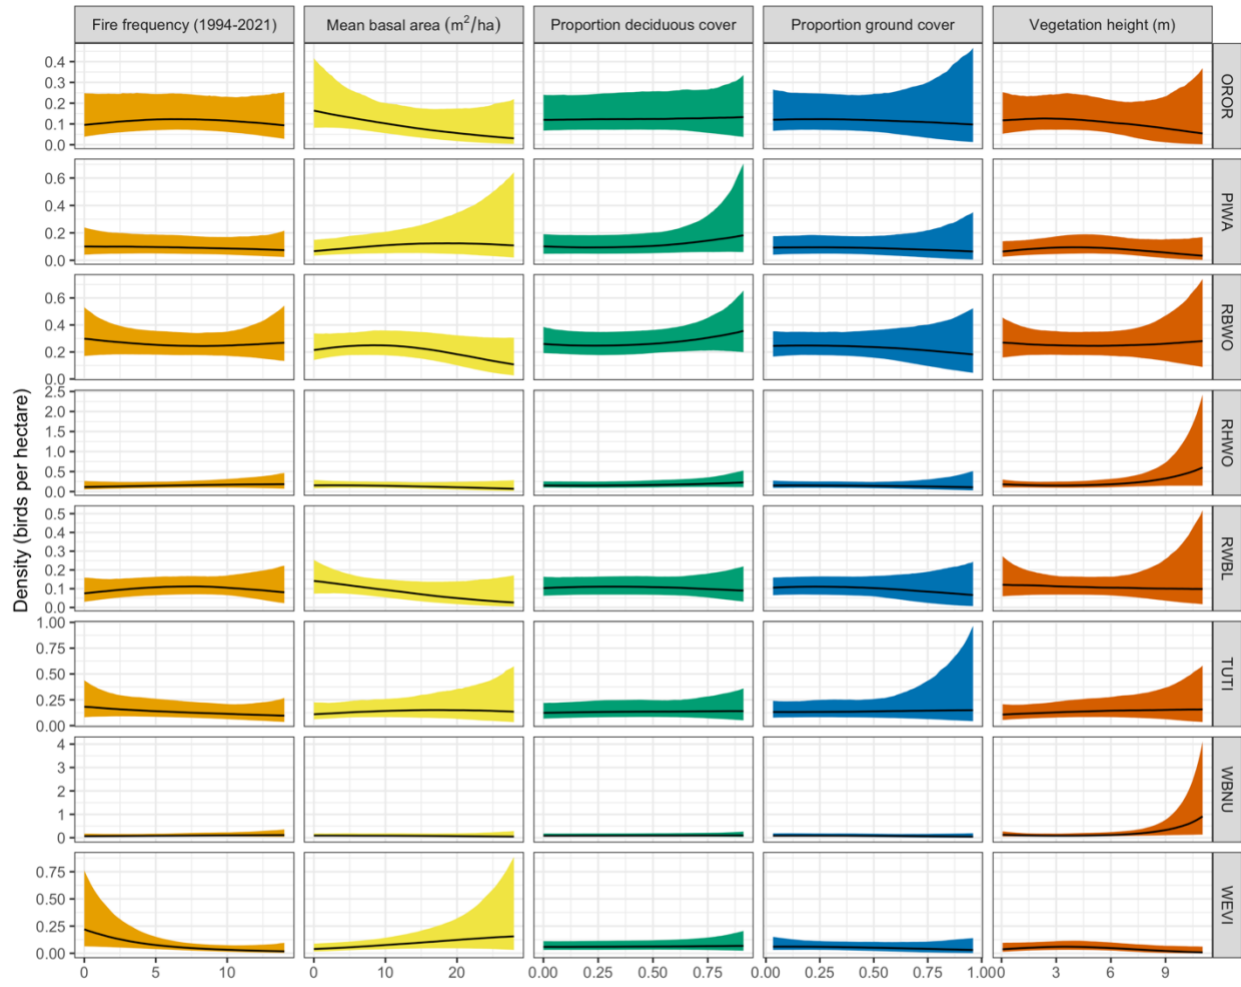 Fire frequency (1994-2021)
Mean basal area (m²/ha)
Proportion deciduous cover
Proportion ground cover
Vegetation height (m)
Density (birds per hectare)
0.4
0.3
0.2
0.1
0.0
OROR
0.6
0.4
0.2
0.0
PIWA
0.6
0.4
0.2
0.0
RBWO
2.5
2.0
1.5
1.0
0.5
0.0
RHWO
0.5
0.4
0.3
0.2
0.1
0.0
RWBL
1.00
0.75
0.50
0.25
0.00
TUTI
4
3
2
1
0
WBNU
0.75
0.50
0.25
0.00
WEVI
0 5 10
0 10 20
0.00 0.25 0.50 0.75
0.00 0.25 0.50 0.75 1.00
0 3 6 9